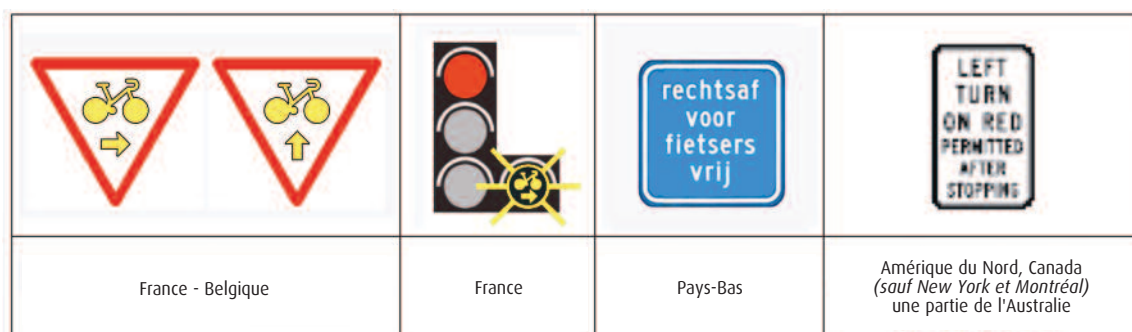 rechtsaf
voor
fietsers
vrij
LEFT
TURN
ON RED
PERMITTED
AFTER
STOPPING
France - Belgique
France
Pays-Bas
Amérique du Nord, Canada
(sauf New York et Montréal)
une partie de l'Australie